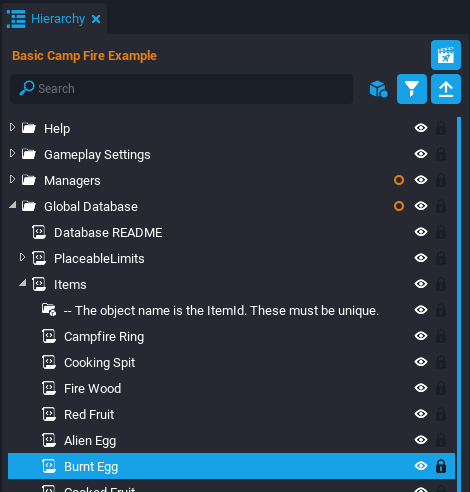 Hierarchy
Basic Camp Fire Example
Search
Help
Gameplay Settings
Managers
Global Database
Database README
PlaceableLimits
Items
-- The object name is the ItemId. These must be unique.
Campfire Ring
Cooking Spit
Fire Wood
Red Fruit
Alien Egg
Burnt Egg
Cooked Fruit